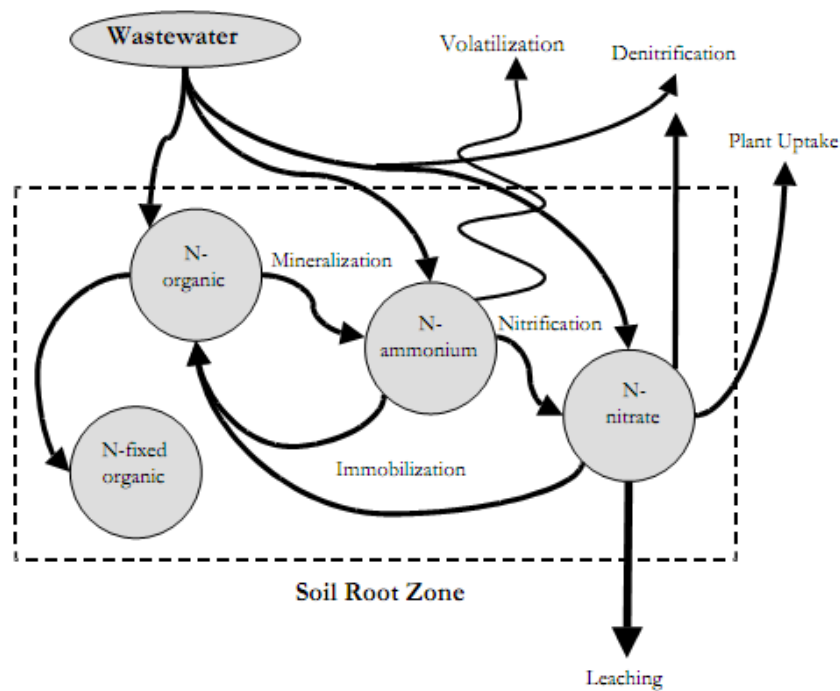 Wastewater
Volatilization
Denitrification
Plant Uptake
N-
organic
Mineralization
N-
ammonium
Nitrification
N-
nitrate
N-fixed
organic
Immobilization
Soil Root Zone
Leaching